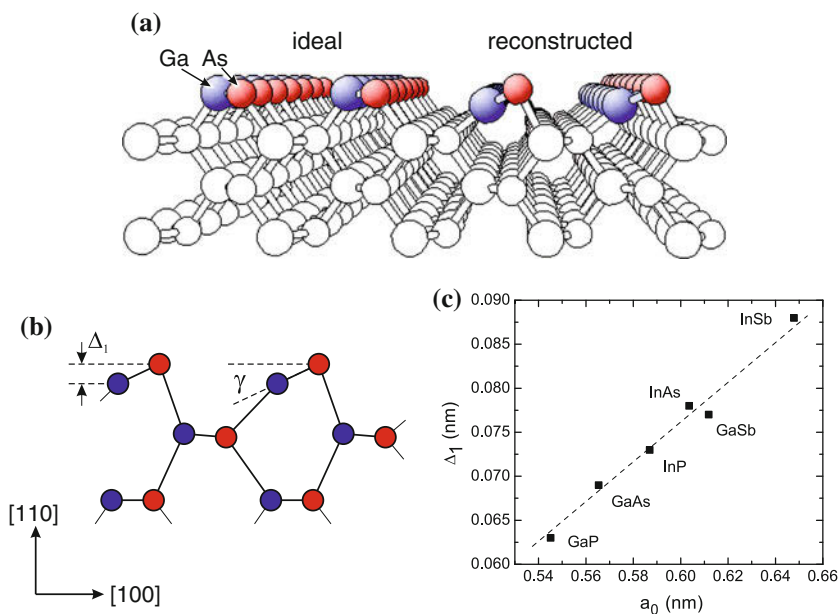 (a)
ideal
reconstructed
Ga As
(b)
Δ₁
γ
[110]
[100]
(c)
0.090
0.085
0.080
0.075
0.070
0.065
0.060
Δ₁ (nm)
InSb
InAs
GaSb
InP
GaAs
GaP
0.54 0.56 0.58 0.60 0.62 0.64 0.66
a₀ (nm)